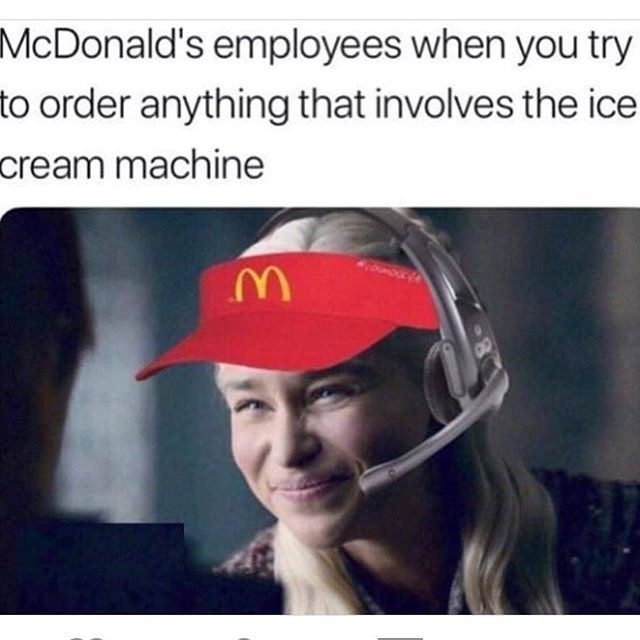 McDonald's employees when you try
to order anything that involves the ice
cream machine